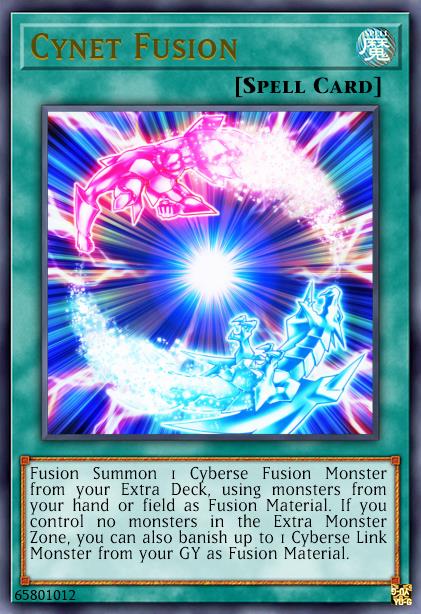 Cynet Fusion
[Spell Card]
Fusion Summon 1 Cyberse Fusion Monster
from your Extra Deck, using monsters from
your hand or field as Fusion Material. If you
control no monsters in the Extra Monster
Zone, you can also banish up to 1 Cyberse Link
Monster from your GY as Fusion Material.
65801012